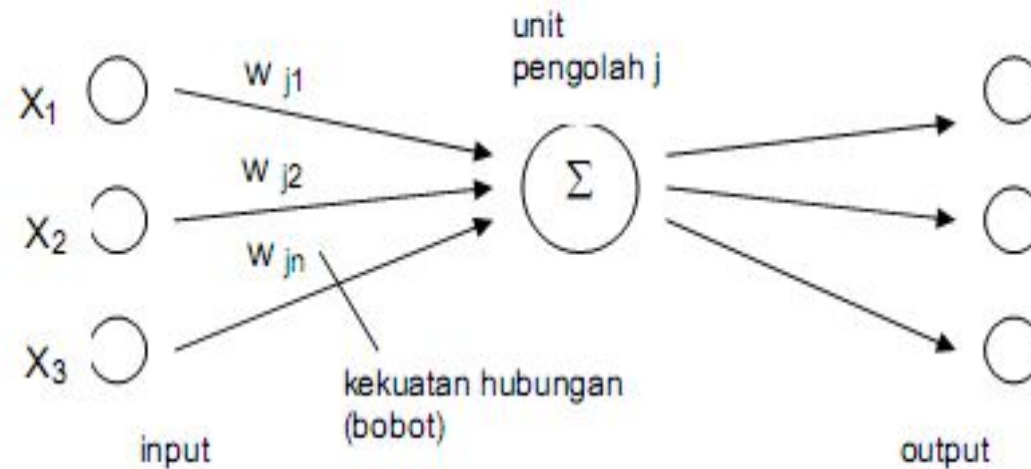 unit
pengolah j
X₁
W j1
Σ
W j2
X₂
W jn
X₃
kekuatan hubungan
(bobot)
input
output